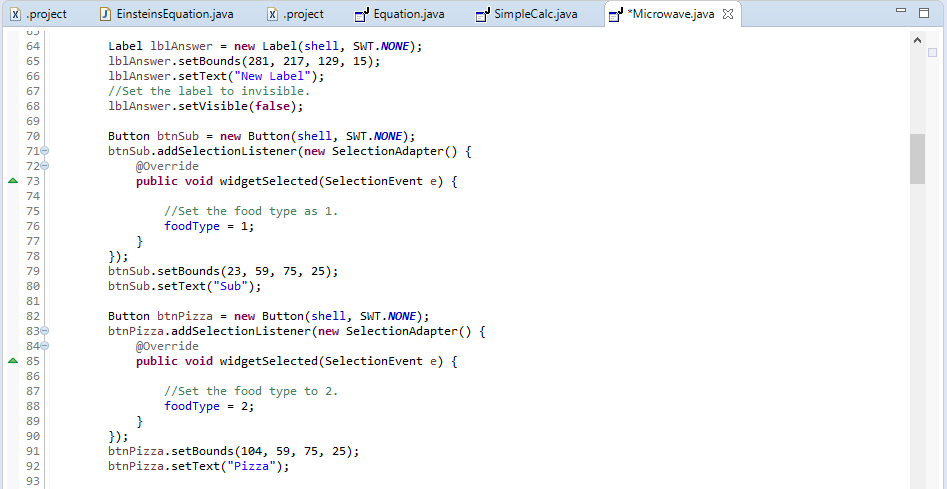 .project EinsteinsEquation.java .project Equation.java SimpleCalc.java *Microwave.java
63
64 Label lblAnswer = new Label(shell, SWT.NONE);
65 lblAnswer.setBounds(281, 217, 129, 15);
66 lblAnswer.setText("New Label");
67 //Set the label to invisible.
68 lblAnswer.setVisible(false);
69
70 Button btnSub = new Button(shell, SWT.NONE);
71 btnSub.addSelectionListener(new SelectionAdapter() {
72 @Override
73 public void widgetSelected(SelectionEvent e) {
74
75 //Set the food type as 1.
76 foodType = 1;
77 }
78 });
79 btnSub.setBounds(23, 59, 75, 25);
80 btnSub.setText("Sub");
81
82 Button btnPizza = new Button(shell, SWT.NONE);
83 btnPizza.addSelectionListener(new SelectionAdapter() {
84 @Override
85 public void widgetSelected(SelectionEvent e) {
86
87 //Set the food type to 2.
88 foodType = 2;
89 }
90 });
91 btnPizza.setBounds(104, 59, 75, 25);
92 btnPizza.setText("Pizza");
93